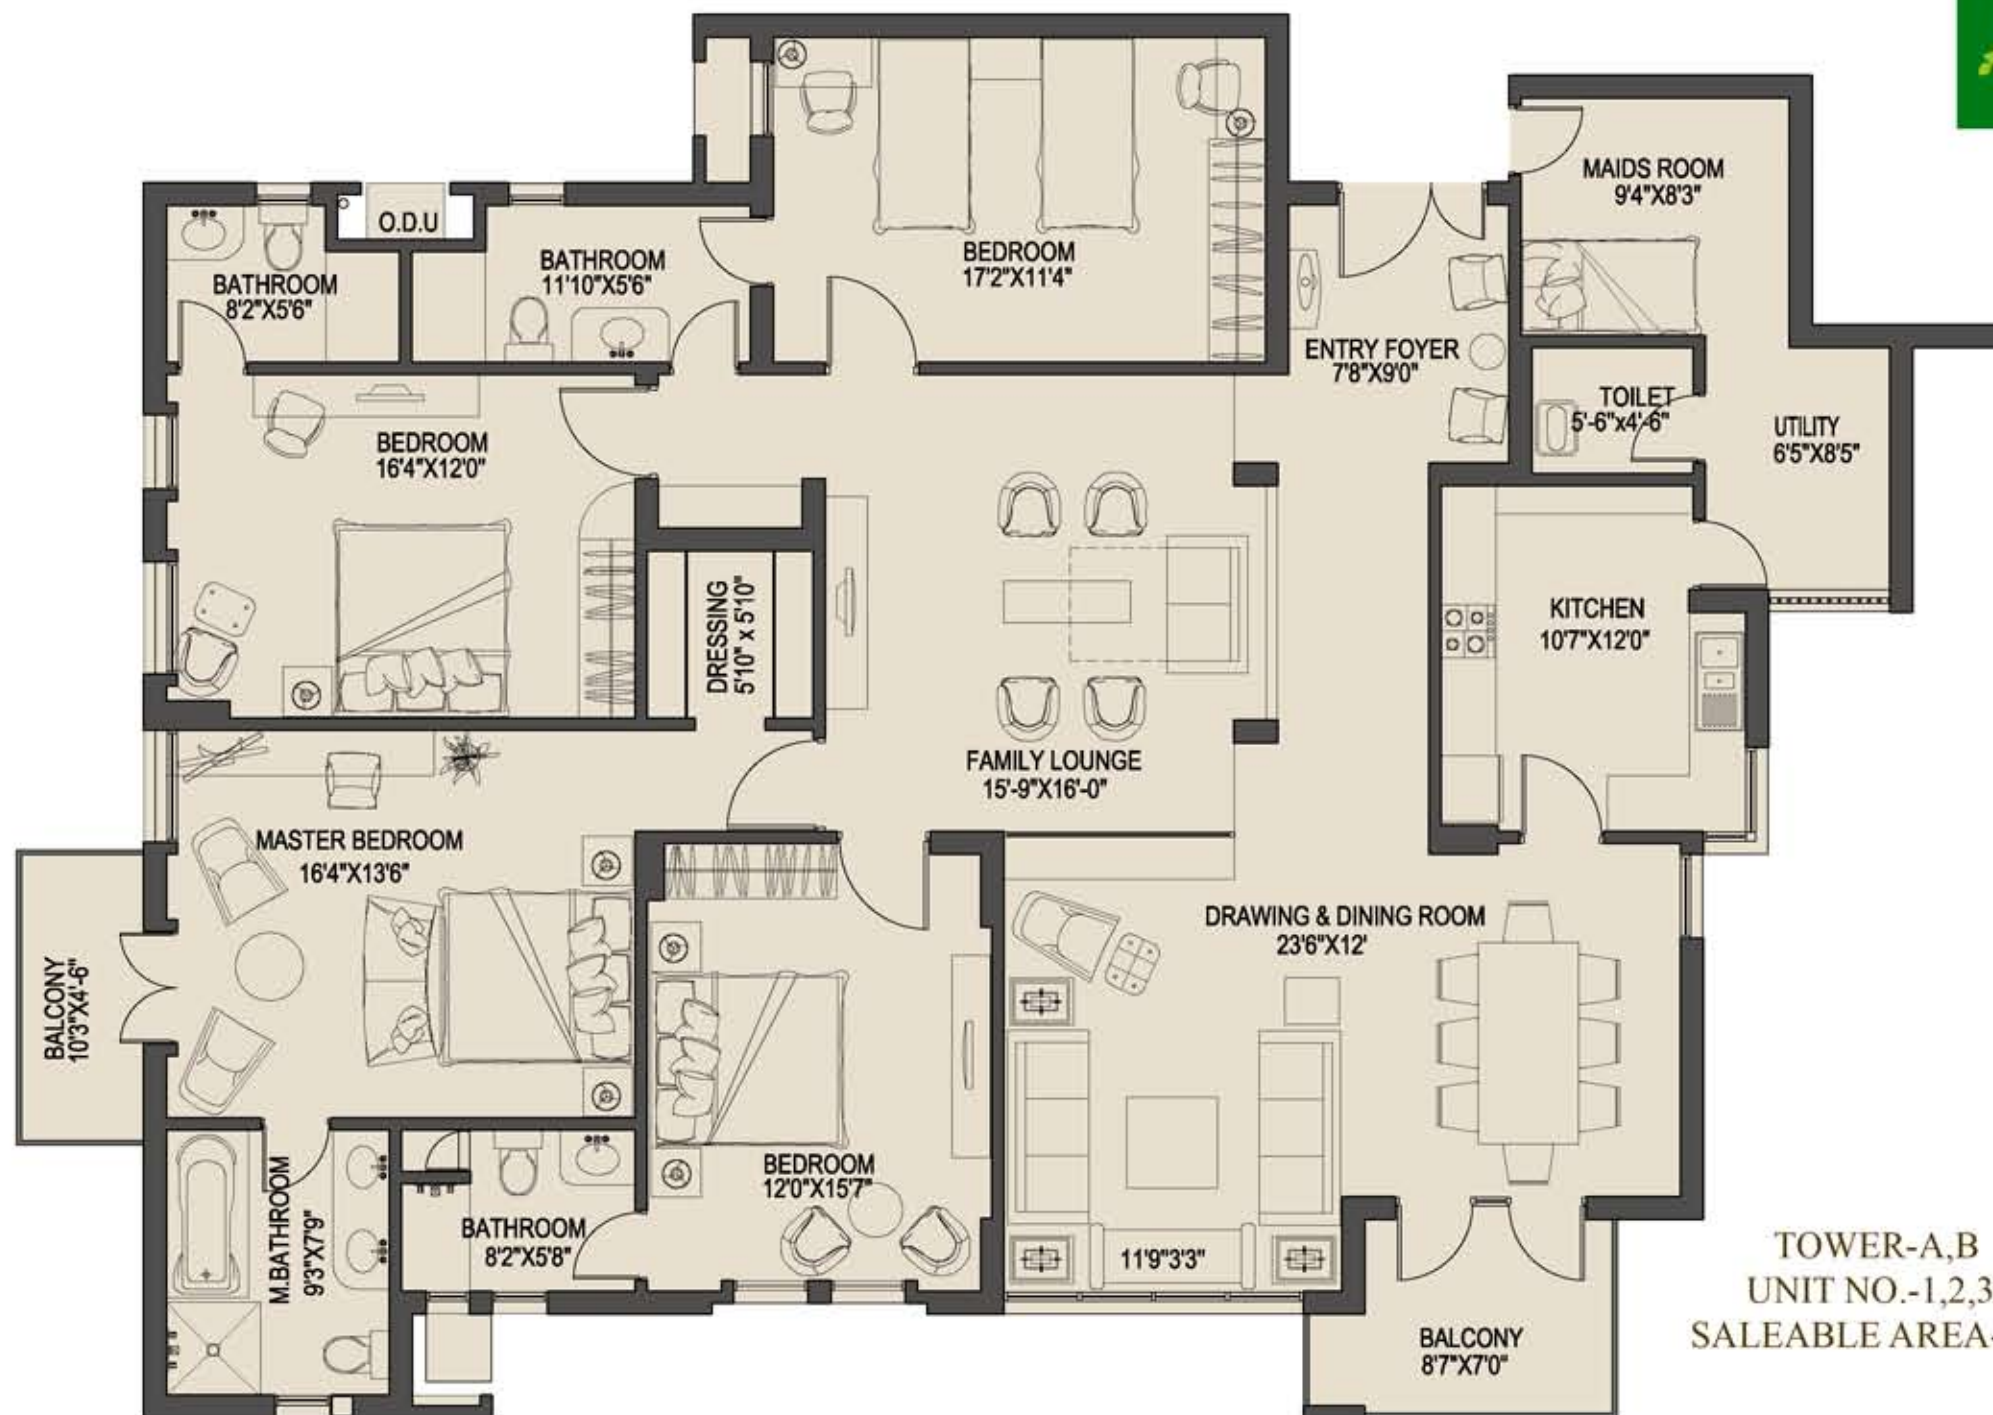 MAIDS ROOM
9'4"X8'3"
O.D.U
BATHROOM
8'2"X5'6"
BATHROOM
11'10"X5'6"
BEDROOM
17'2"X11'4"
ENTRY FOYER
7'8"X9'0"
TOILET
5'-6"x4'-6"
UTILITY
6'5"X8'5"
BEDROOM
16'4"X12'0"
DRESSING
5'10" x 5'10"
KITCHEN
10'7"X12'0"
FAMILY LOUNGE
15'-9"X16'-0"
MASTER BEDROOM
16'4"X13'6"
DRAWING & DINING ROOM
23'6"X12'
BALCONY
10'3"X4'-6"
BEDROOM
12'0"X15'7"
M.BATHROOM
9'3"X7'9"
BATHROOM
8'2"X5'8"
11'9"3'3"
BALCONY
8'7"X7'0"
TOWER-A,B
UNIT NO.-1,2,3
SALEABLE AREA-